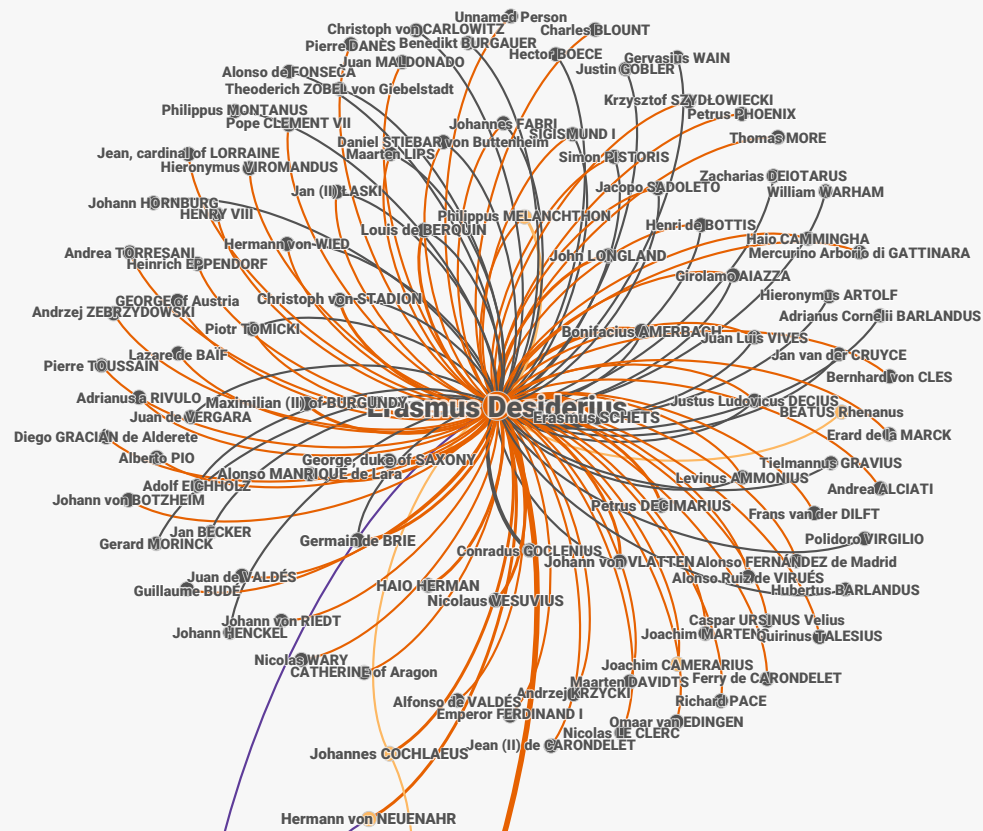 Unnamed Person
Christoph von CARLOWITZ
Charles BLOUNT
Pierre DANÈS
Benedikt BURGAUER
Hector BOECE
Gervasius WAIN
Juan MALDONADO
Justin GOBLER
Alonso de FONSECA
Theoderich ZOBEL von Giebelstadt
Krzysztof SZYDŁOWIECKI
Philippus MONTANUS
Petrus PHOENIX
Pope CLEMENT VII
Johannes FABRI
SIGISMUND I
Thomas MORE
Daniel STIEBAR von Buttenheim
Jean, cardinal of LORRAINE
Maarten LIPS
Simon PISTORIS
Hieronymus VIROMANDUS
Zacharias DEIOTARUS
Jan (II) ŁASKI
Jacopo SADOLETO
William WARHAM
Johann HORNBURG
HENRY VIII
Philippus MELANCHTHON
Louis de BERQUIN
Henri de BOTTIS
Hermann von WIED
Haio CAMMINGHA
Andrea TORRESANI
John LONGLAND
Mercurino Arborio di GATTINARA
Heinrich EPPENDORF
Girolamo AIAZZA
GEORGE of Austria
Christoph von STADION
Hieronymus ARTOLF
Andrzej ZEBRZYDOWSKI
Adrianus Cornelii BARLANDUS
Piotr TOMICKI
Bonifacius AMERBACH
Juan Luis VIVES
Lazare de BAÏF
Jan van der CRUYCE
Pierre TOUSSAIN
Bernhard von CLES
Adrianus a RIVULO
Maximilian (II) of BURGUNDY
Erasmus Desiderius
Justus Ludovicus DECIUS
Juan de VERGARA
Erasmus SCHETS
BEATUS Rhenanus
Diego GRACIÁN de Alderete
Erard de la MARCK
Alberto PIO
George, duke of SAXONY
Tielmannus GRAVIUS
Alonso MANRIQUE de Lara
Levinus AMMONIUS
Adolf EICHHOLZ
Andrea ALCIATI
Johann von BOTZHEIM
Petrus DECIMARIUS
Frans van der DILFT
Jan BECKER
Germain de BRIE
Polidoro VIRGILIO
Gerard MORINCK
Conradus GOCLENIUS
Johann von VLATTEN
Alonso FERNÁNDEZ de Madrid
Juan de VALDÉS
Alonso Ruiz de VIRUÉS
Guillaume BUDÉ
HAIO HERMAN
Hubertus BARLANDUS
Nicolaus VESUVIUS
Johann von RIEDT
Caspar URSINUS Velius
Johann HENCKEL
Joachim MARTENS
Quirinus TALESIUS
Nicolas WARY
Joachim CAMERARIUS
CATHERINE of Aragon
Maarten DAVIDTS
Ferry de CARONDELET
Andrzej KRZYCKI
Alfonso de VALDÉS
Richard PACE
Emperor FERDINAND I
Omaar van EDINGEN
Nicolas LE CLERC
Jean (II) de CARONDELET
Johannes COCHLAEUS
Hermann von NEUENAHR